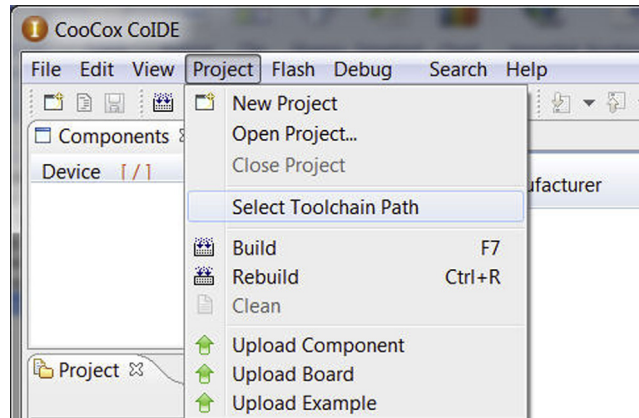 CooCox CoIDE
File Edit View Project Flash Debug Search Help
New Project
Open Project...
Close Project
Components
Device [/]
ufacturer
Select Toolchain Path
Build F7
Rebuild Ctrl+R
Clean
Upload Component
Project
Upload Board
Upload Example